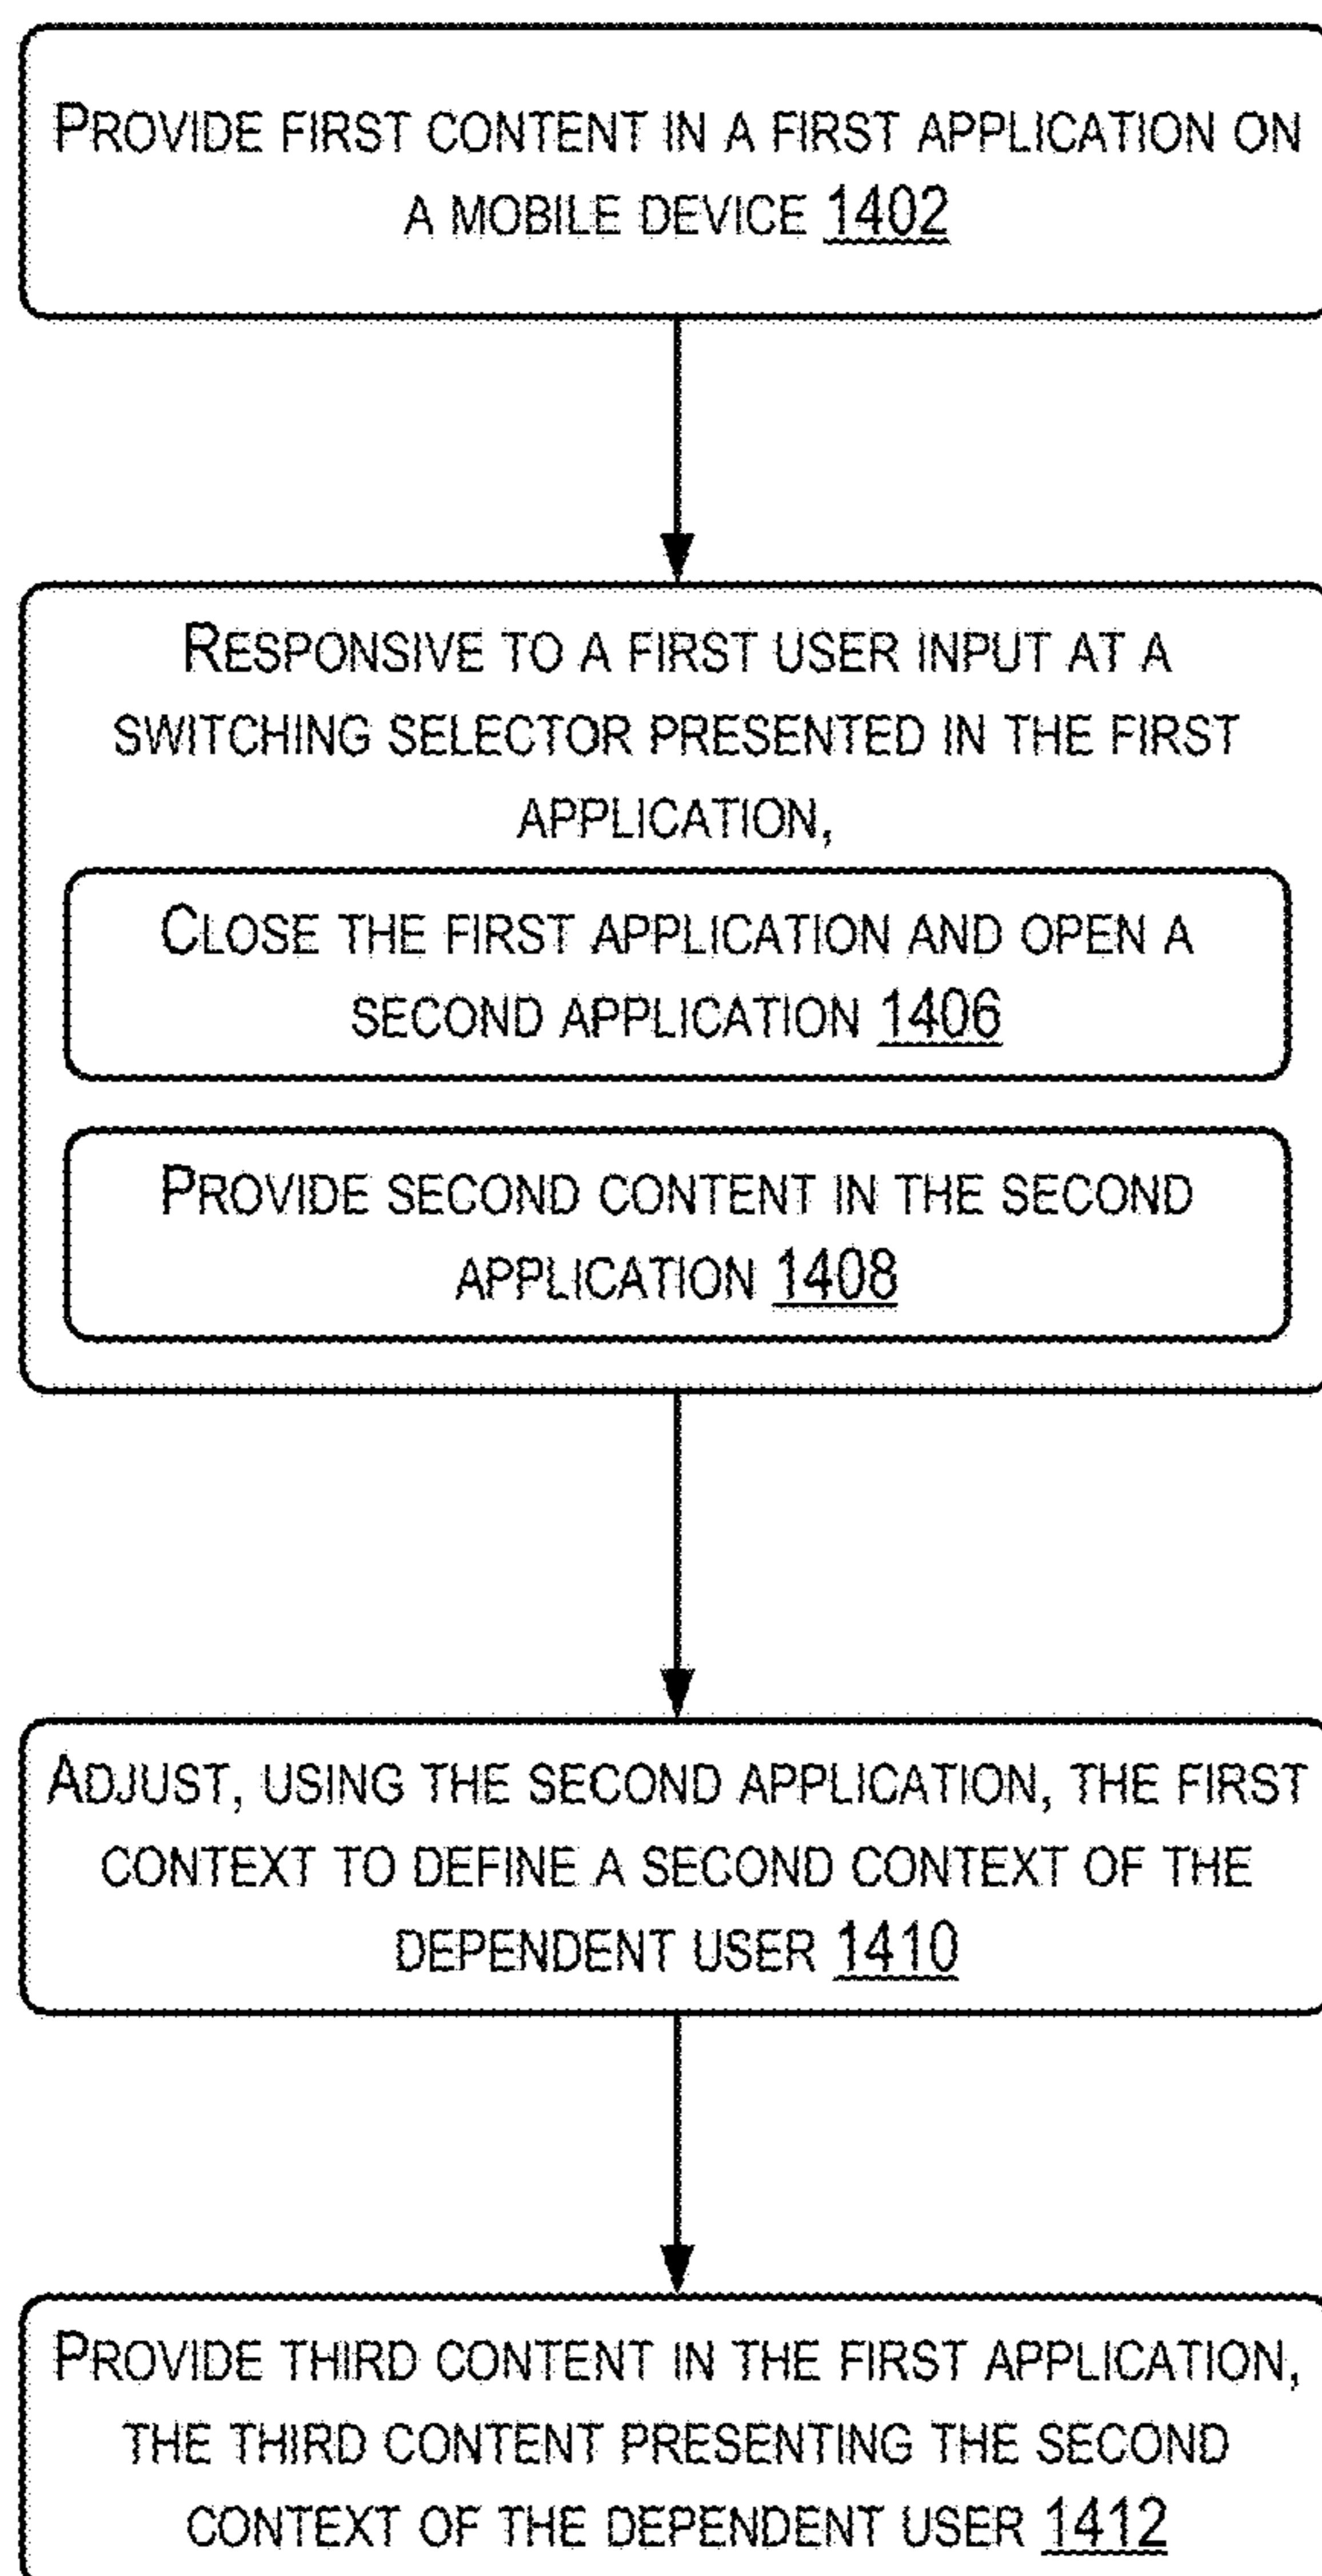 PROVIDE FIRST CONTENT IN A FIRST APPLICATION ON
A MOBILE DEVICE 1402
RESPONSIVE TO A FIRST USER INPUT AT A
SWITCHING SELECTOR PRESENTED IN THE FIRST
APPLICATION,
CLOSE THE FIRST APPLICATION AND OPEN A
SECOND APPLICATION 1406
PROVIDE SECOND CONTENT IN THE SECOND
APPLICATION 1408
ADJUST, USING THE SECOND APPLICATION, THE FIRST
CONTEXT TO DEFINE A SECOND CONTEXT OF THE
DEPENDENT USER 1410
PROVIDE THIRD CONTENT IN THE FIRST APPLICATION,
THE THIRD CONTENT PRESENTING THE SECOND
CONTEXT OF THE DEPENDENT USER 1412